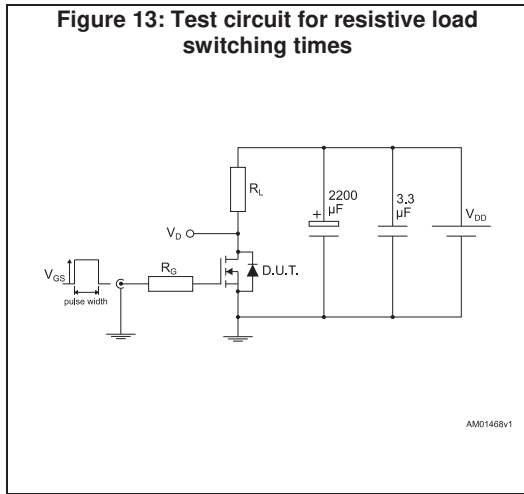 Figure 13: Test circuit for resistive load
switching times
RL
2200
µF
+
3.3
µF
VDD
VD
VGS
pulse width
RG
D.U.T.
AM01468v1